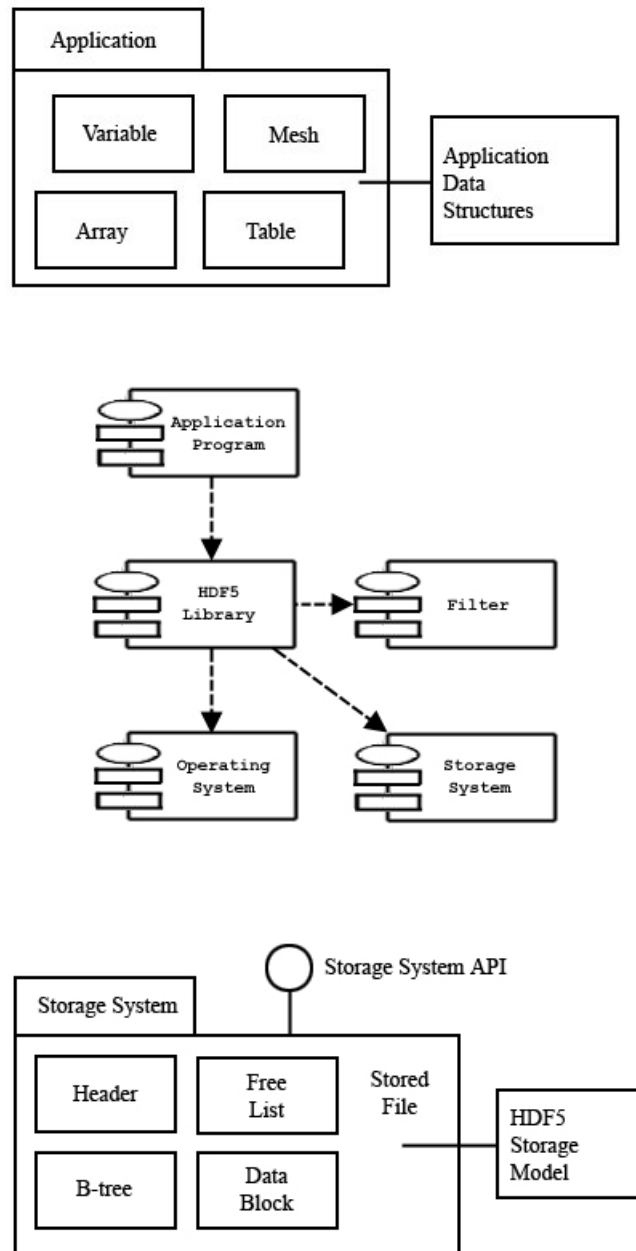 Application
Variable
Mesh
Array
Table
Application
Data
Structures
Application
Program
HDF5
Library
Filter
Operating
System
Storage
System
Storage System API
Storage System
Header
Free
List
Stored
File
B-tree
Data
Block
HDF5
Storage
Model